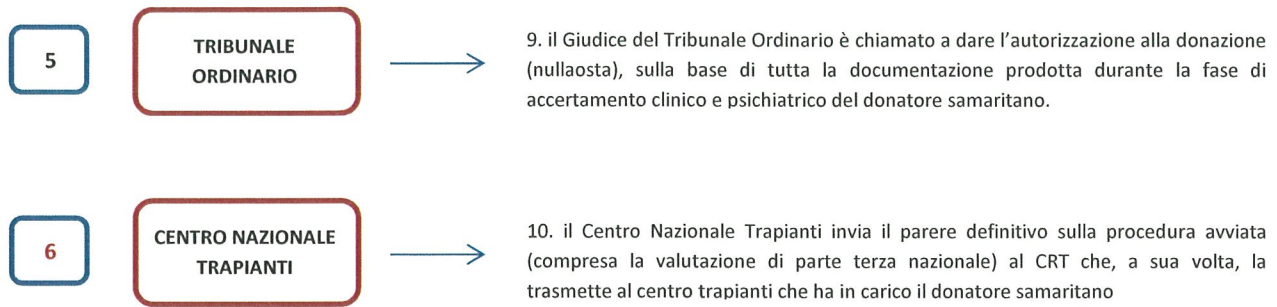 5
TRIBUNALE
ORDINARIO
9. il Giudice del Tribunale Ordinario è chiamato a dare l'autorizzazione alla donazione
(nullaosta), sulla base di tutta la documentazione prodotta durante la fase di
accertamento clinico e psichiatrico del donatore samaritano.
6
CENTRO NAZIONALE
TRAPIANTI
10. il Centro Nazionale Trapianti invia il parere definitivo sulla procedura avviata
(compresa la valutazione di parte terza nazionale) al CRT che, a sua volta, la
trasmette al centro trapianti che ha in carico il donatore samaritano